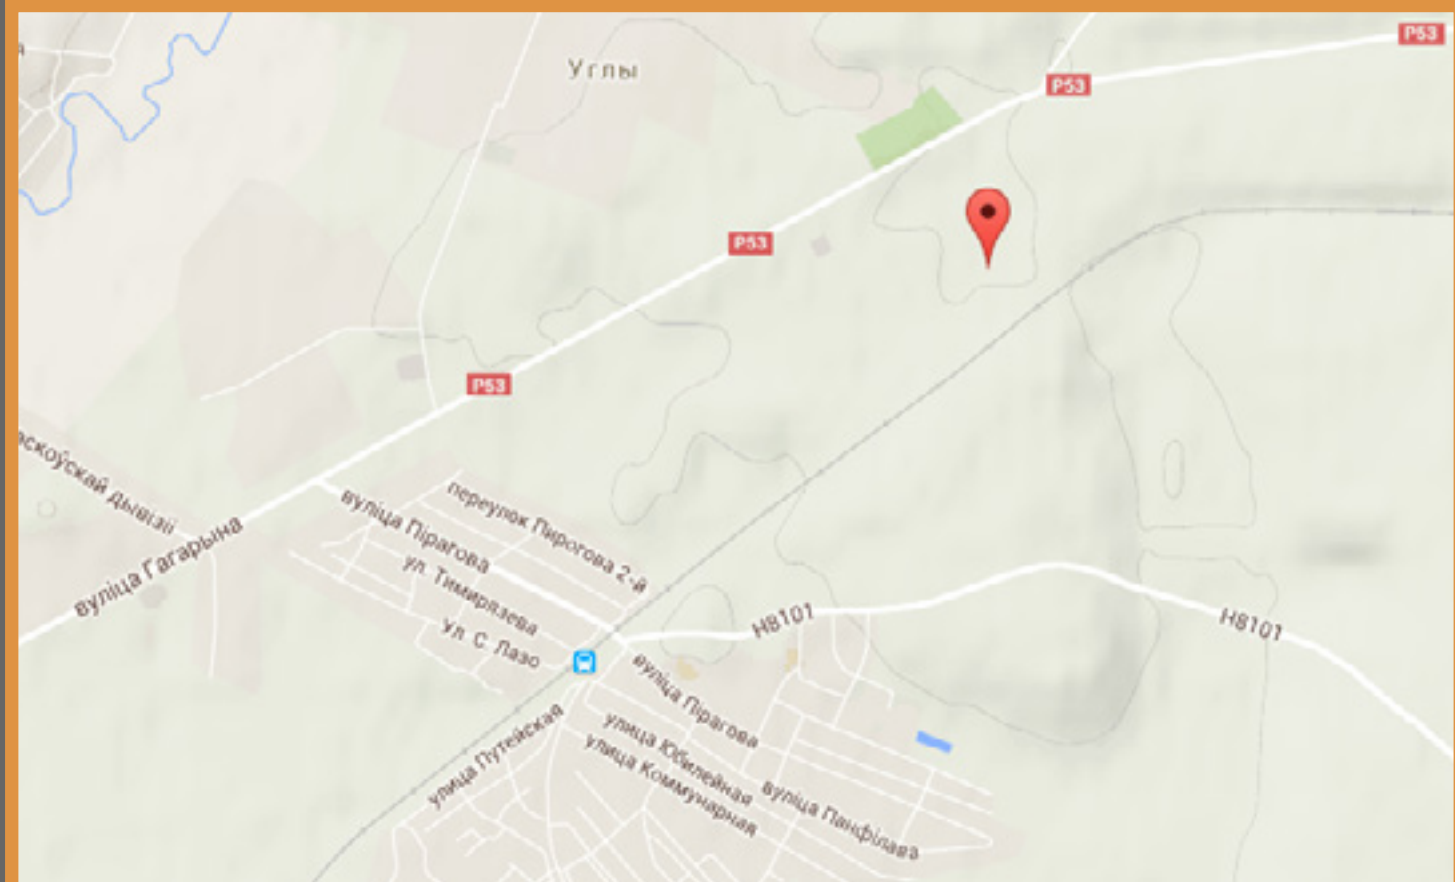 Р53
Углы
Р53
Р53
Р53
дывізіі
вуліца Гагарына
вуліца Пірагова
переулок Пирогова 2-й
ул. Тимирязева
ул. С. Лазо
Н8101
Н8101
вуліца Пірагова
улица Путейская
улица Юбилейная
улица Коммунарная
вуліца Панфілава